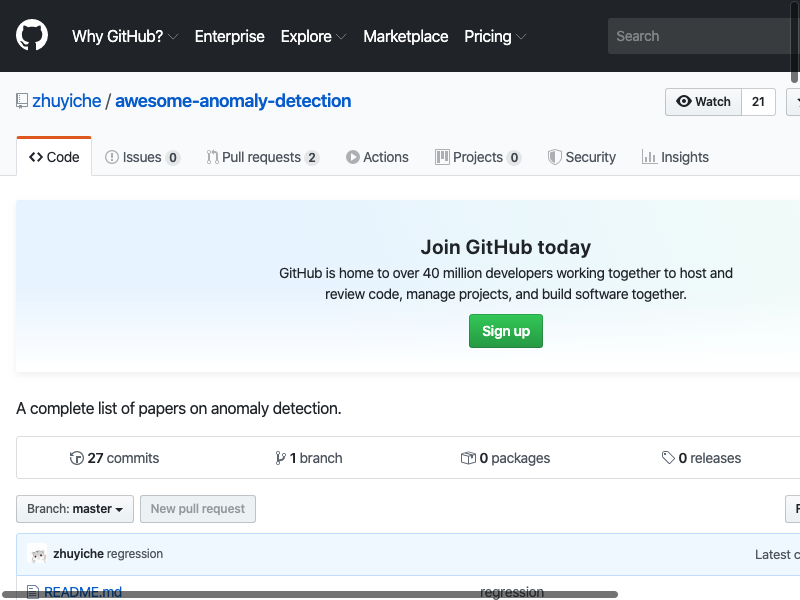 Why GitHub? Enterprise Explore Marketplace Pricing Search
zhuyiche / awesome-anomaly-detection Watch 21
Code Issues 0 Pull requests 2 Actions Projects 0 Security Insights
Join GitHub today
GitHub is home to over 40 million developers working together to host and
review code, manage projects, and build software together.
Sign up
A complete list of papers on anomaly detection.
27 commits 1 branch 0 packages 0 releases
Branch: master New pull request
zhuyiche regression Latest
README.md regression